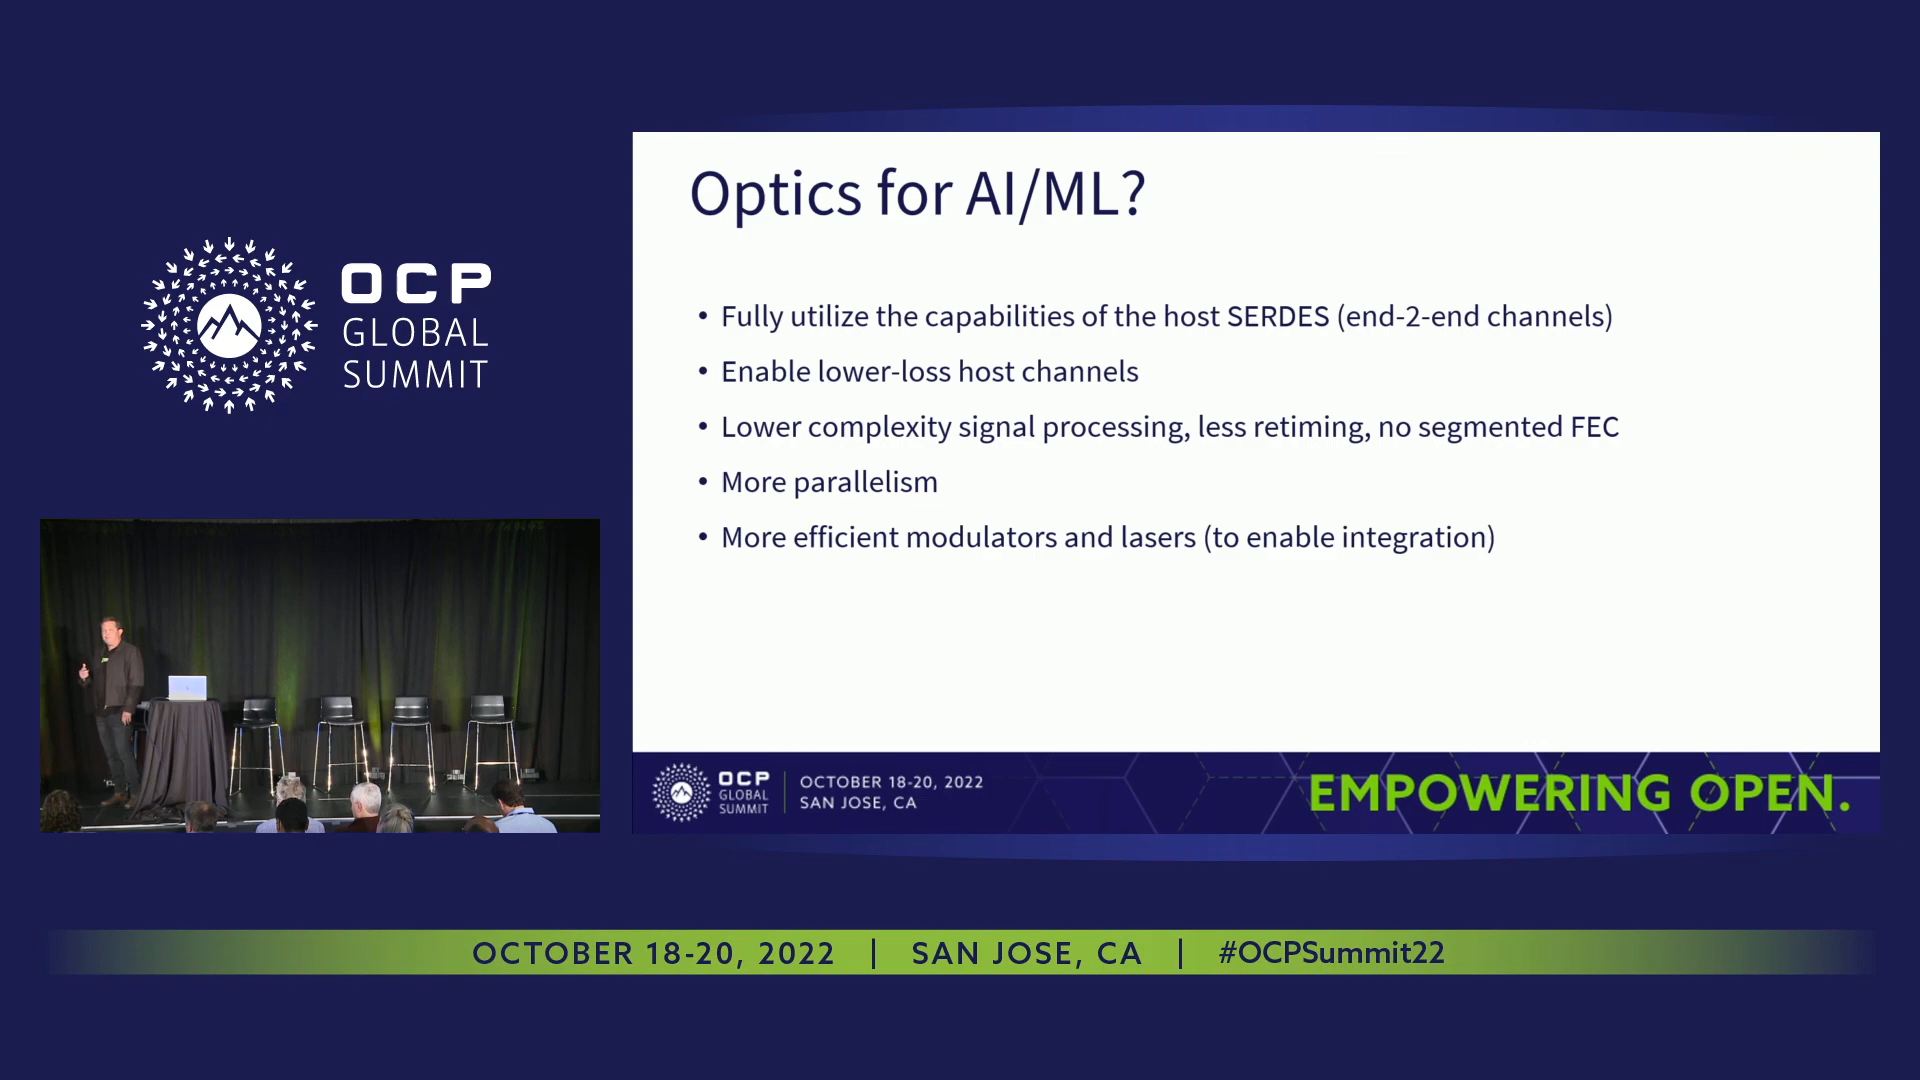 OCP
GLOBAL
SUMMIT
Optics for AI/ML?
• Fully utilize the capabilities of the host SERDES (end-2-end channels)
• Enable lower-loss host channels
• Lower complexity signal processing, less retiming, no segmented FEC
• More parallelism
• More efficient modulators and lasers (to enable integration)
OCP
GLOBAL
SUMMIT
OCTOBER 18-20, 2022
SAN JOSE, CA
EMPOWERING OPEN.
OCTOBER 18-20, 2022 | SAN JOSE, CA | #OCPSummit22